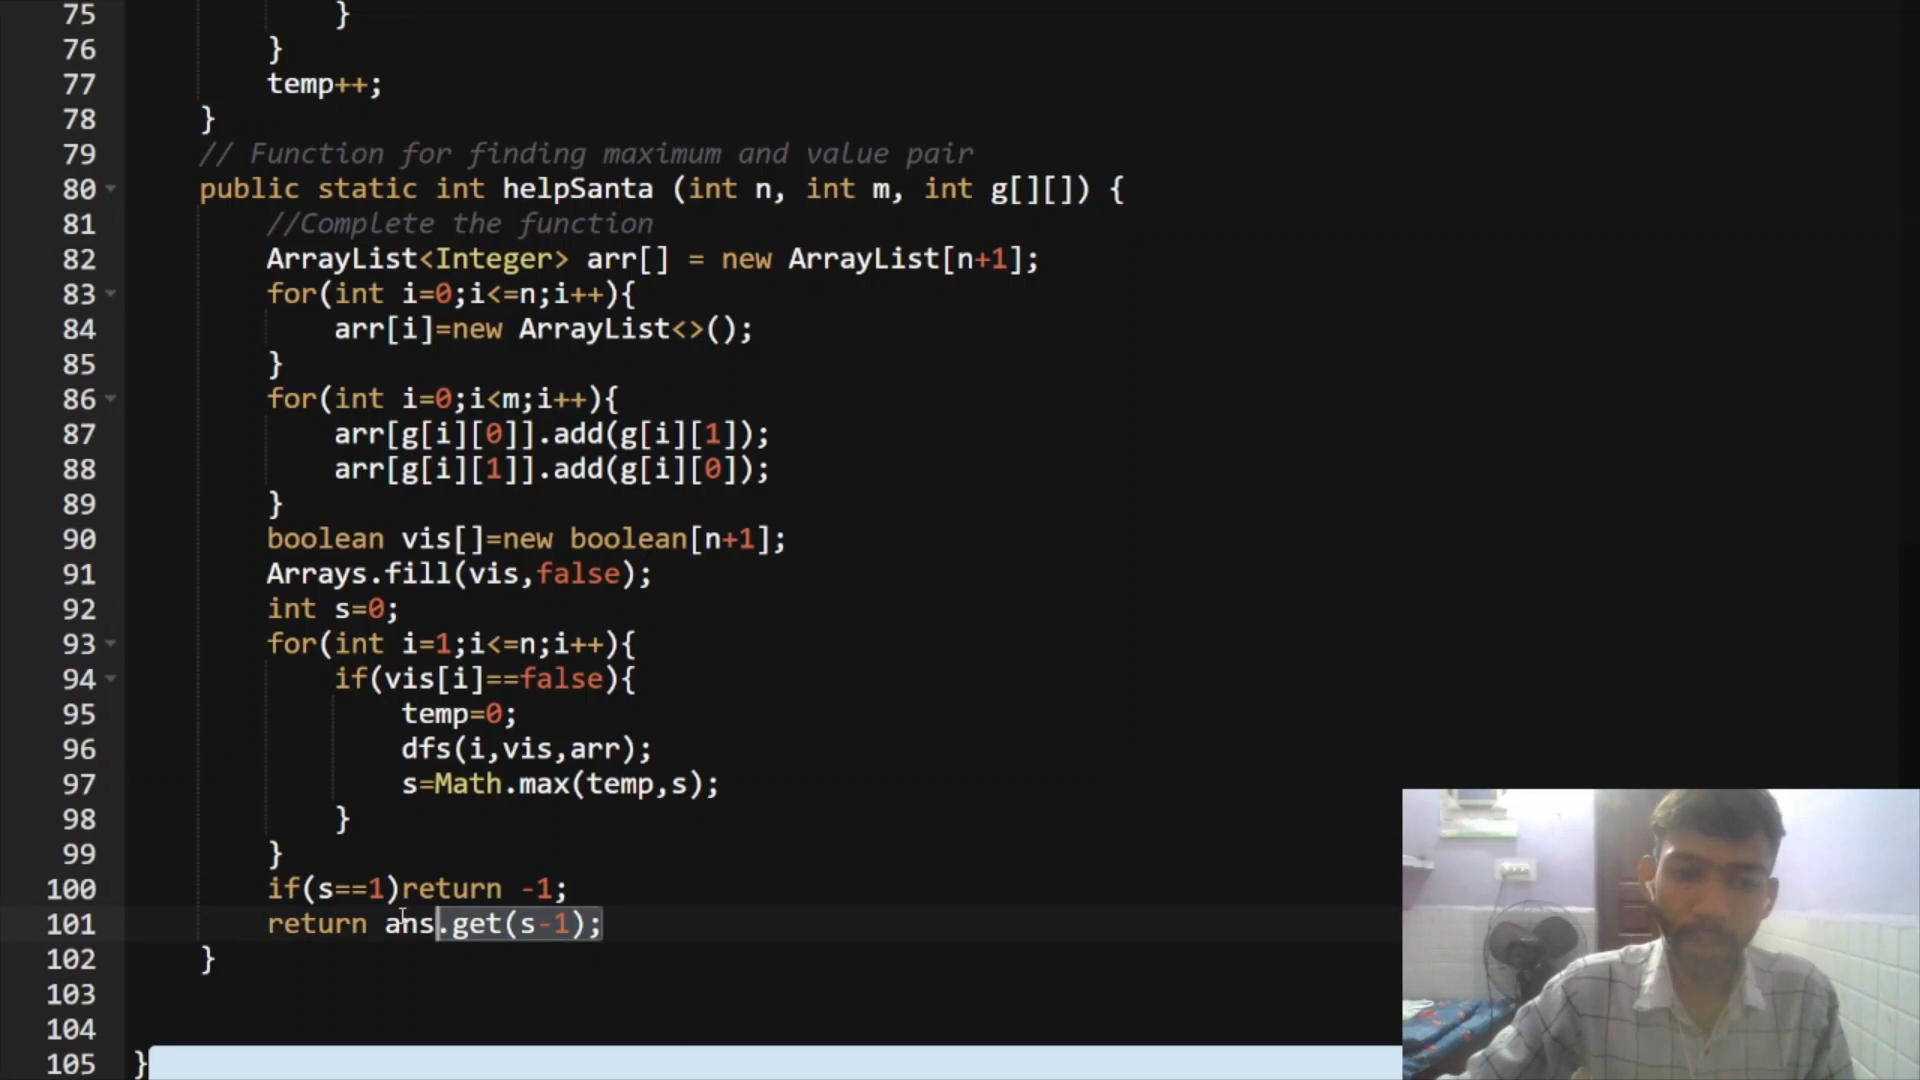 75 }
76 }
77 temp++;
78 }
79 // Function for finding maximum and value pair
80 public static int helpSanta (int n, int m, int g[][]) {
81 //Complete the function
82 ArrayList<Integer> arr[] = new ArrayList[n+1];
83 for(int i=0;i<=n;i++){
84 arr[i]=new ArrayList<>();
85 }
86 for(int i=0;i<m;i++){
87 arr[g[i][0]].add(g[i][1]);
88 arr[g[i][1]].add(g[i][0]);
89 }
90 boolean vis[]=new boolean[n+1];
91 Arrays.fill(vis,false);
92 int s=0;
93 for(int i=1;i<=n;i++){
94 if(vis[i]==false){
95 temp=0;
96 dfs(i,vis,arr);
97 s=Math.max(temp,s);
98 }
99 }
100 if(s==1)return -1;
101 return ans.get(s-1);
102 }
103
104
105 }